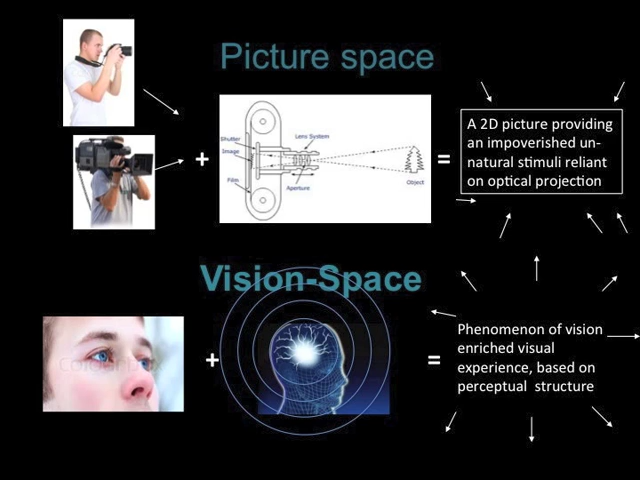 Picture space
Shutter
Lens System
Image
Film
Aperture
Object
+
=
A 2D picture providing
an impoverished un-
natural stimuli reliant
on optical projection
Vision-Space
+
=
Phenomenon of vision
enriched visual
experience, based on
perceptual structure